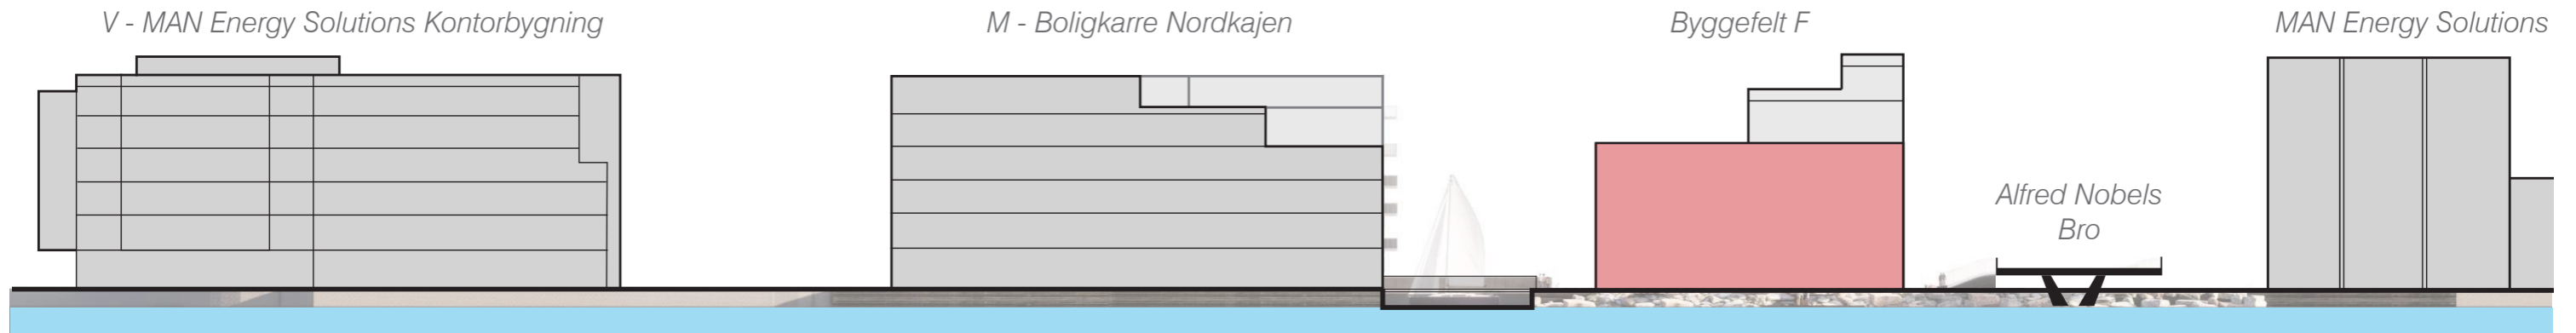 V - MAN Energy Solutions Kontorbygning
M - Boligkarre Nordkajen
Byggefelt F
MAN Energy Solutions
Alfred Nobels
Bro